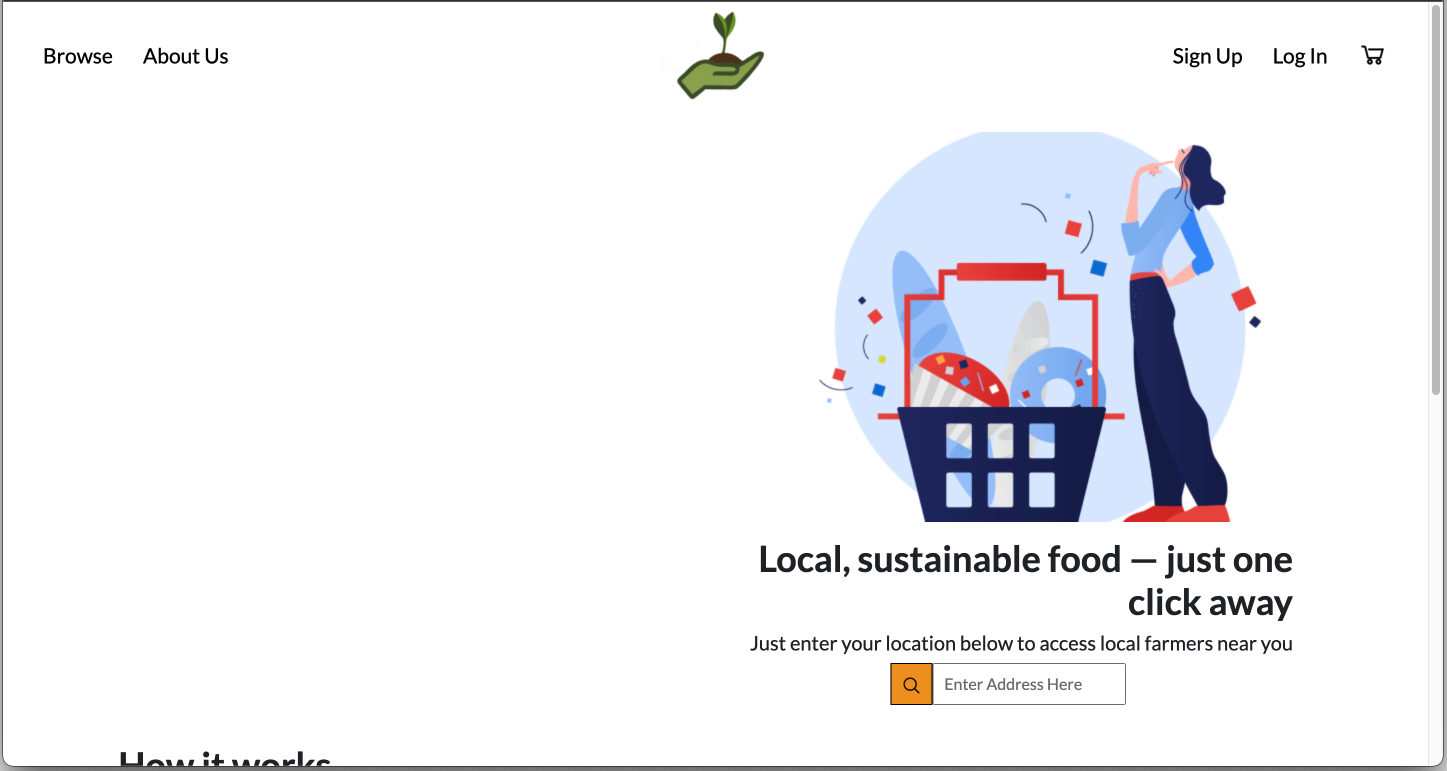 Browse
About Us
Sign Up
Log In
Local, sustainable food — just one
click away
Just enter your location below to access local farmers near you
Enter Address Here
How it works